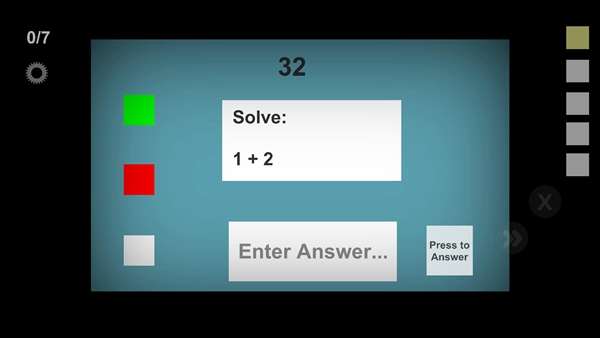 0/7
32
Solve:
1 + 2
Enter Answer...
Press to
Answer
X